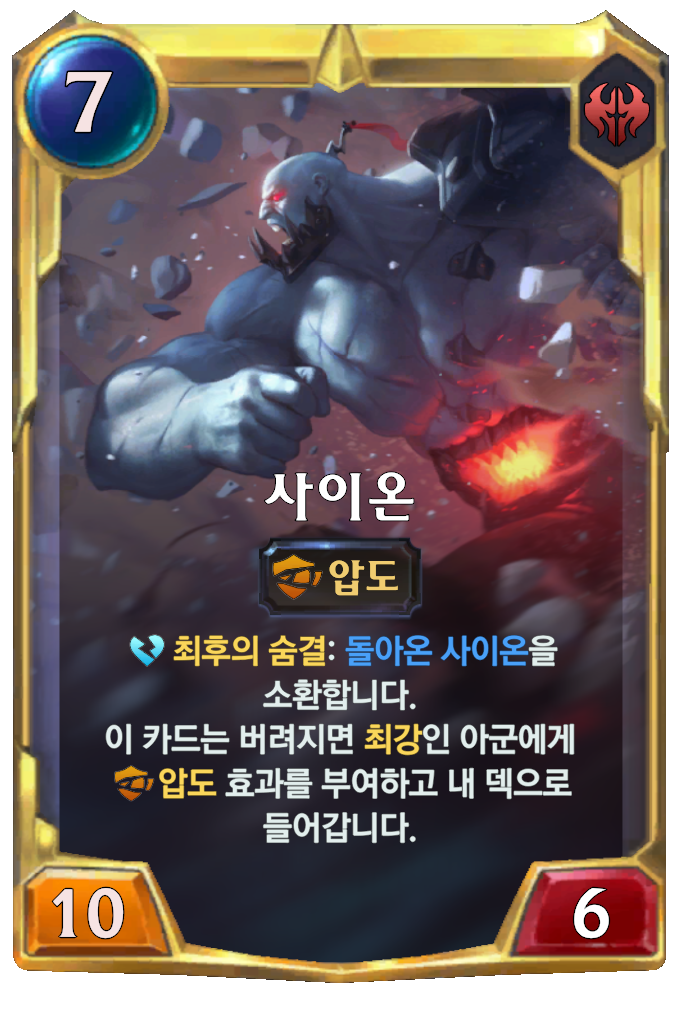 7
사이온
압도
최후의 숨결: 돌아온 사이온을
소환합니다.
이 카드는 버려지면 최강인 아군에게
압도 효과를 부여하고 내 덱으로
들어갑니다.
10
6